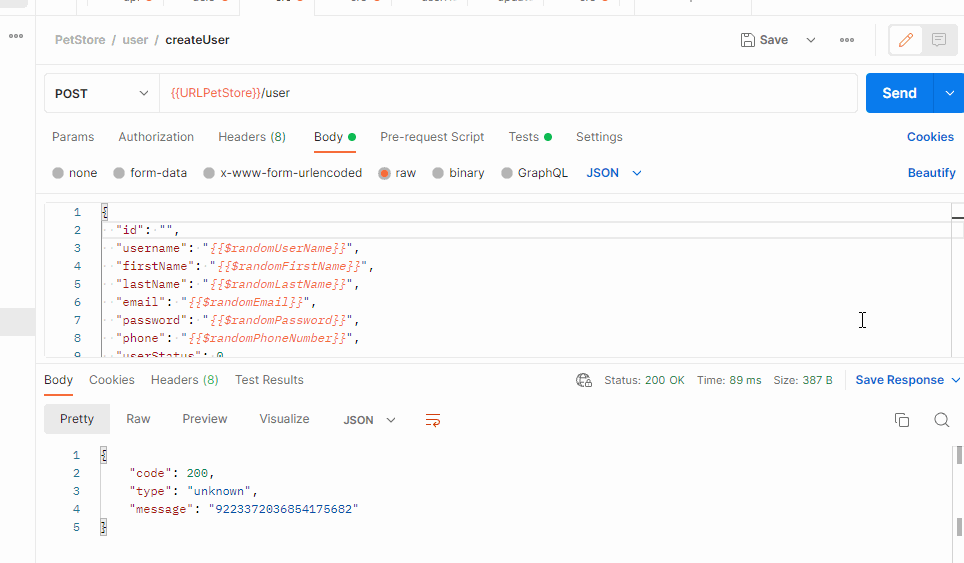 PetStore / user / createUser
Save
POST {{URLPetStore}}/user Send
Params Authorization Headers (8) Body Pre-request Script Tests Settings Cookies
none form-data x-www-form-urlencoded raw binary GraphQL JSON Beautify
1 {
2 "id": "",
3 "username": "{{$randomUserName}}",
4 "firstName": "{{$randomFirstName}}",
5 "lastName": "{{$randomLastName}}",
6 "email": "{{$randomEmail}}",
7 "password": "{{$randomPassword}}",
8 "phone": "{{$randomPhoneNumber}}",
9 "userStatus": 0
Body Cookies Headers (8) Test Results Status: 200 OK Time: 89 ms Size: 387 B Save Response
Pretty Raw Preview Visualize JSON
1 {
2 "code": 200,
3 "type": "unknown",
4 "message": "9223372036854175682"
5 }